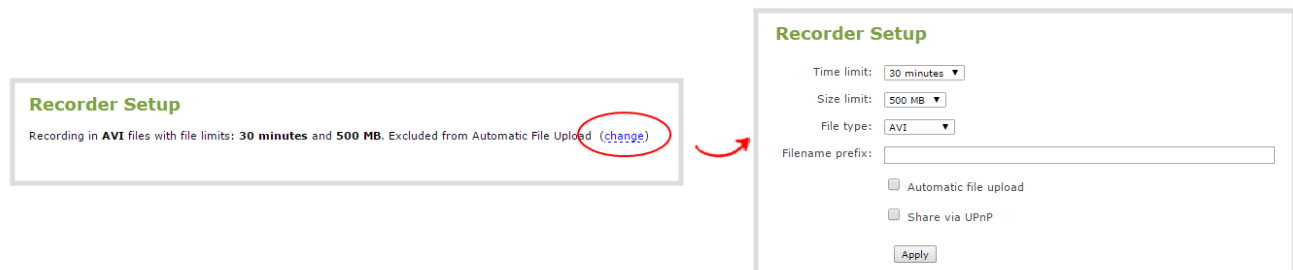 Recorder Setup
Recording in AVI files with file limits: 30 minutes and 500 MB. Excluded from Automatic File Upload (change)
Recorder Setup
Time limit: 30 minutes
Size limit: 500 MB
File type: AVI
Filename prefix:
Automatic file upload
Share via UPnP
Apply